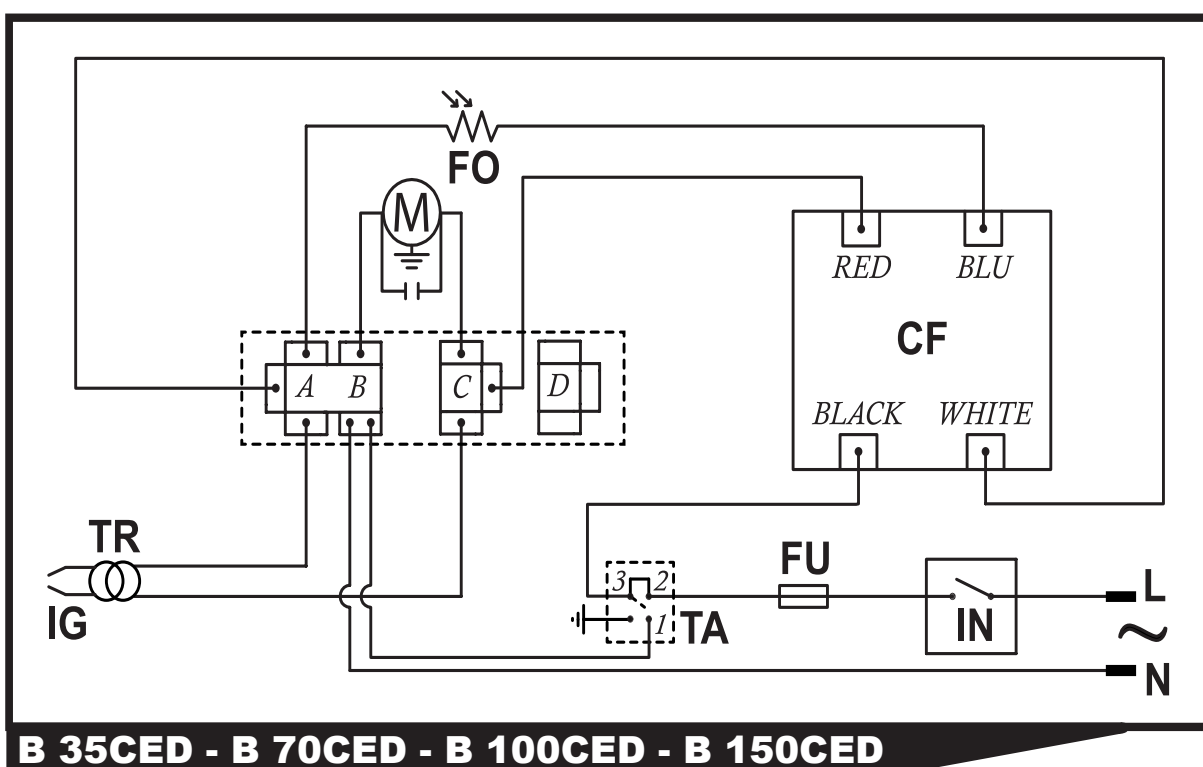 FO
M
RED BLU
CF
A B C D
BLACK WHITE
TR
IG
3 2
1
TA
FU
IN
L
~
N
B 35CED - B 70CED - B 100CED - B 150CED